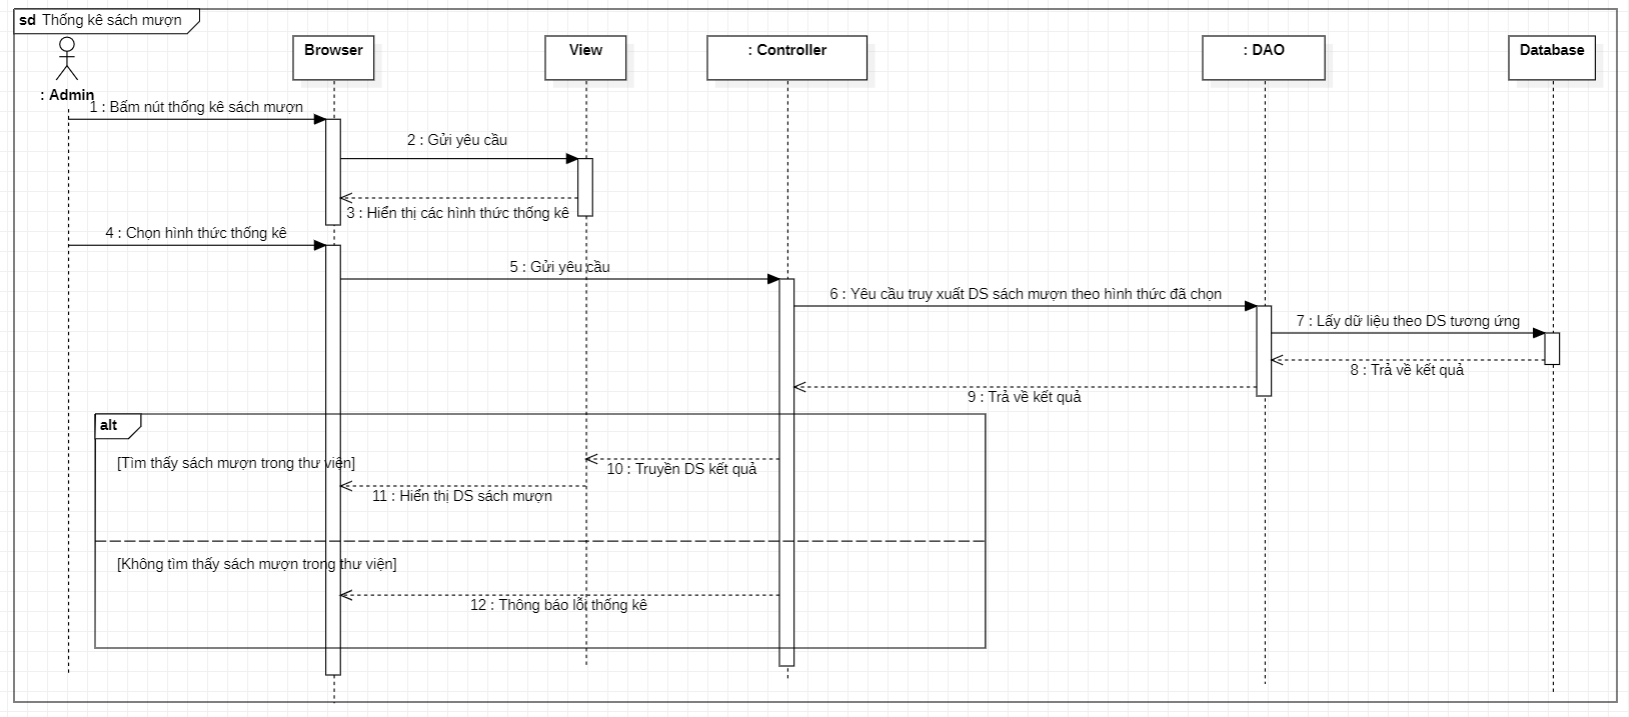 sd Thống kê sách mượn
Browser
View
: Controller
: DAO
Database
: Admin
1 : Bấm nút thống kê sách mượn
2 : Gửi yêu cầu
3 : Hiển thị các hình thức thống kê
4 : Chọn hình thức thống kê
5 : Gửi yêu cầu
6 : Yêu cầu truy xuất DS sách mượn theo hình thức đã chọn
7 : Lấy dữ liệu theo DS tương ứng
8 : Trả về kết quả
9 : Trả về kết quả
alt
[Tìm thấy sách mượn trong thư viện]
10 : Truyền DS kết quả
11 : Hiển thị DS sách mượn
[Không tìm thấy sách mượn trong thư viện]
12 : Thông báo lỗi thống kê